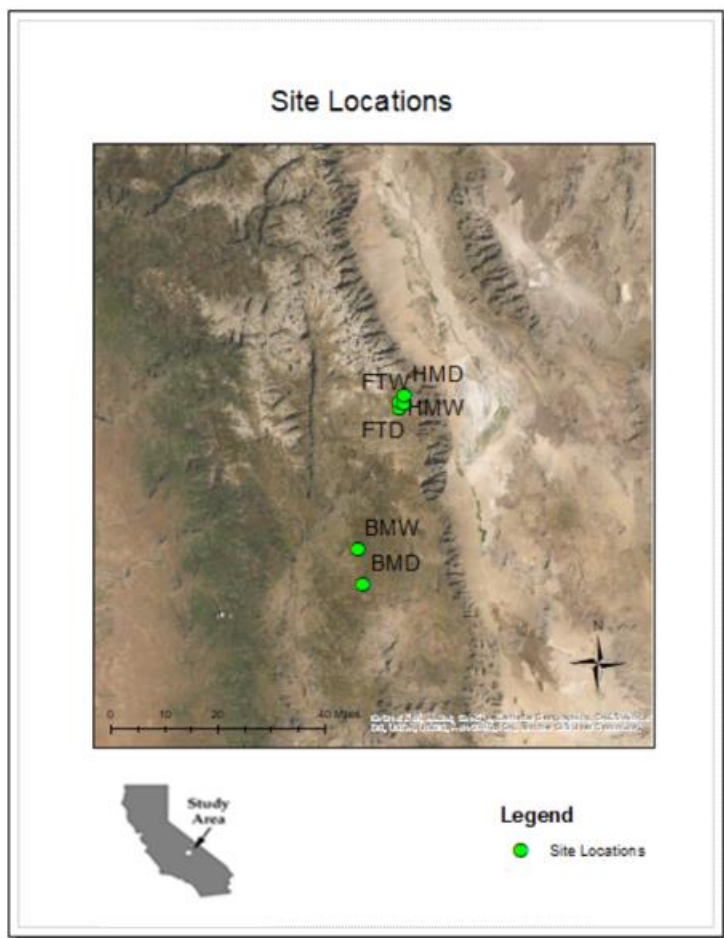 Site Locations
FTW HMD
HMW
FTD
BMW
BMD
N
0 10 20 40 Miles
Study
Area
Legend
Site Locations